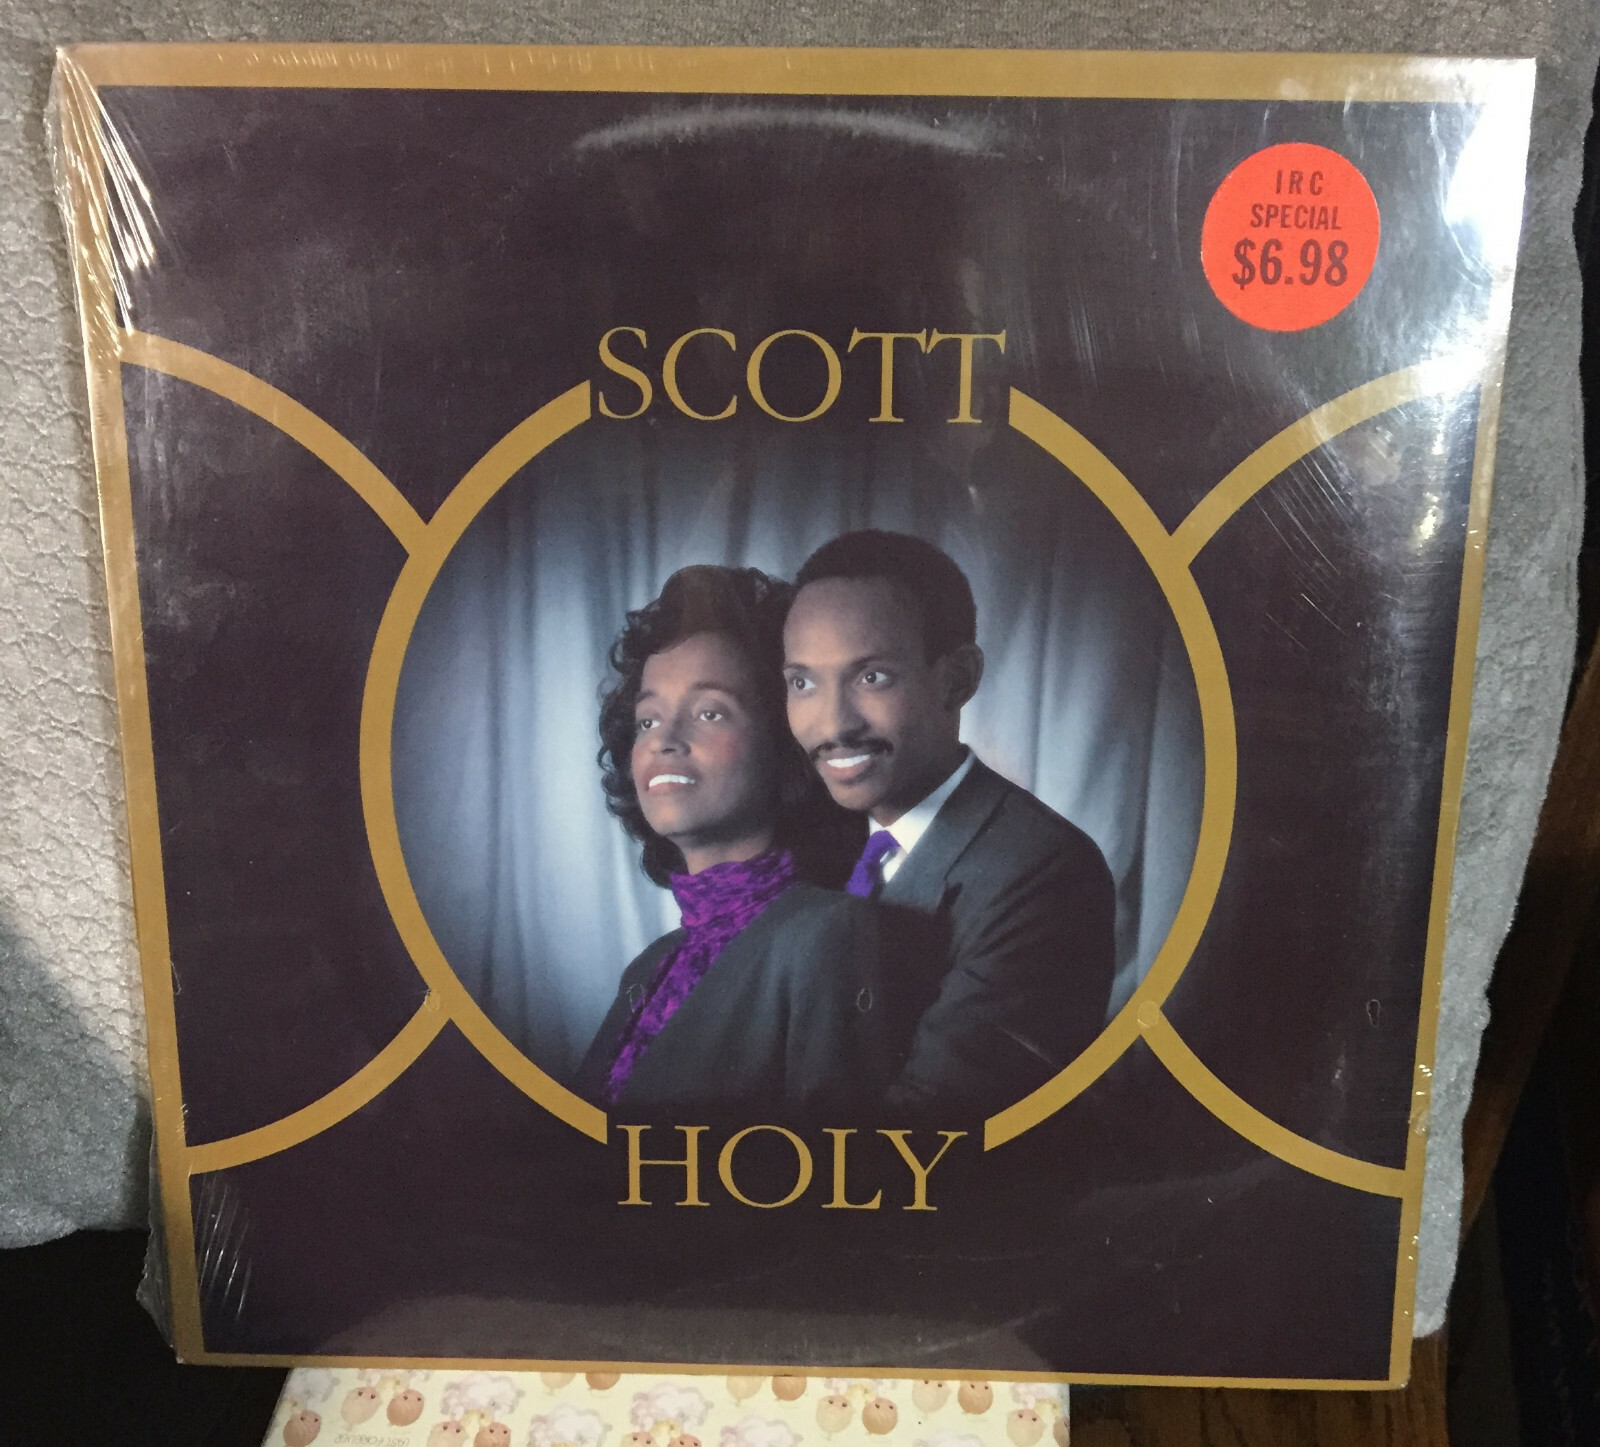 IRC
SPECIAL
$6.98
SCOTT
HOLY